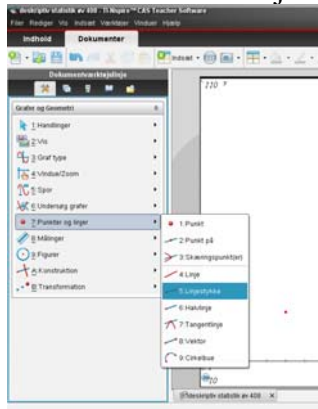 deskriptiv statistik av 408 - TI-Nspire™ CAS Teacher Software
Filer Rediger Vis Indsæt Værktøjer Vinduer Hjælp
Indhold Dokumenter
Indsæt
Dokumentværktøjslinje
Grafer og Geometri
1: Handlinger
2: Vis
3: Graf type
4: Vindue/Zoom
5: Spor
6: Undersøg grafer
7: Punkter og linjer
8: Målinger
9: Figurer
A: Konstruktion
B: Transformation
1: Punkt
2: Punkt på
3: Skæringspunkt(er)
4: Linje
5: Linjestykke
6: Halvlinje
7: Tangentlinje
8: Vektor
9: Cirkelbue
110 y
deskriptiv statistik av 408